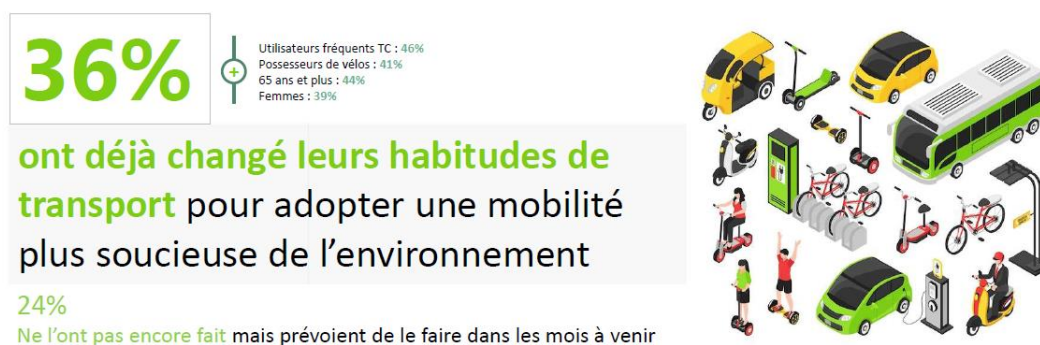 36%
+
Utilisateurs fréquents TC : 46%
Possesseurs de vélos : 41%
65 ans et plus : 44%
Femmes : 39%
ont déjà changé leurs habitudes de
transport pour adopter une mobilité
plus soucieuse de l’environnement
24%
Ne l’ont pas encore fait mais prévoient de le faire dans les mois à venir